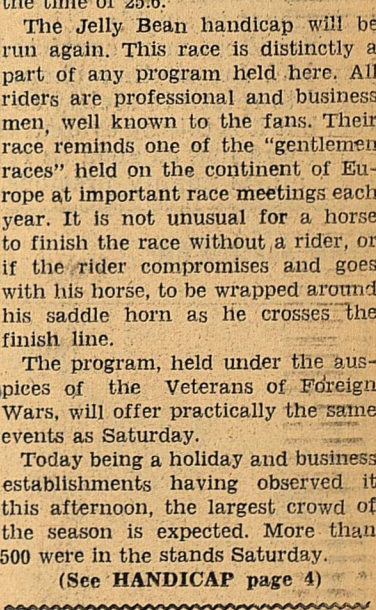 the time of 25.6.
The Jelly Bean handicap will be
run again. This race is distinctly a
part of any program held here. All
riders are professional and business
men, well known to the fans. Their
race reminds one of the "gentlemen
races" held on the continent of Eu-
rope at important race meetings each
year. It is not unusual for a horse
to finish the race without a rider, or
if the rider compromises and goes
with his horse, to be wrapped around
his saddle horn as he crosses the
finish line.
The program, held under the aus-
pices of the Veterans of Foreign
Wars, will offer practically the same
events as Saturday.
Today being a holiday and business
establishments having observed it
this afternoon, the largest crowd of
the season is expected. More than
500 were in the stands Saturday.
(See HANDICAP page 4)